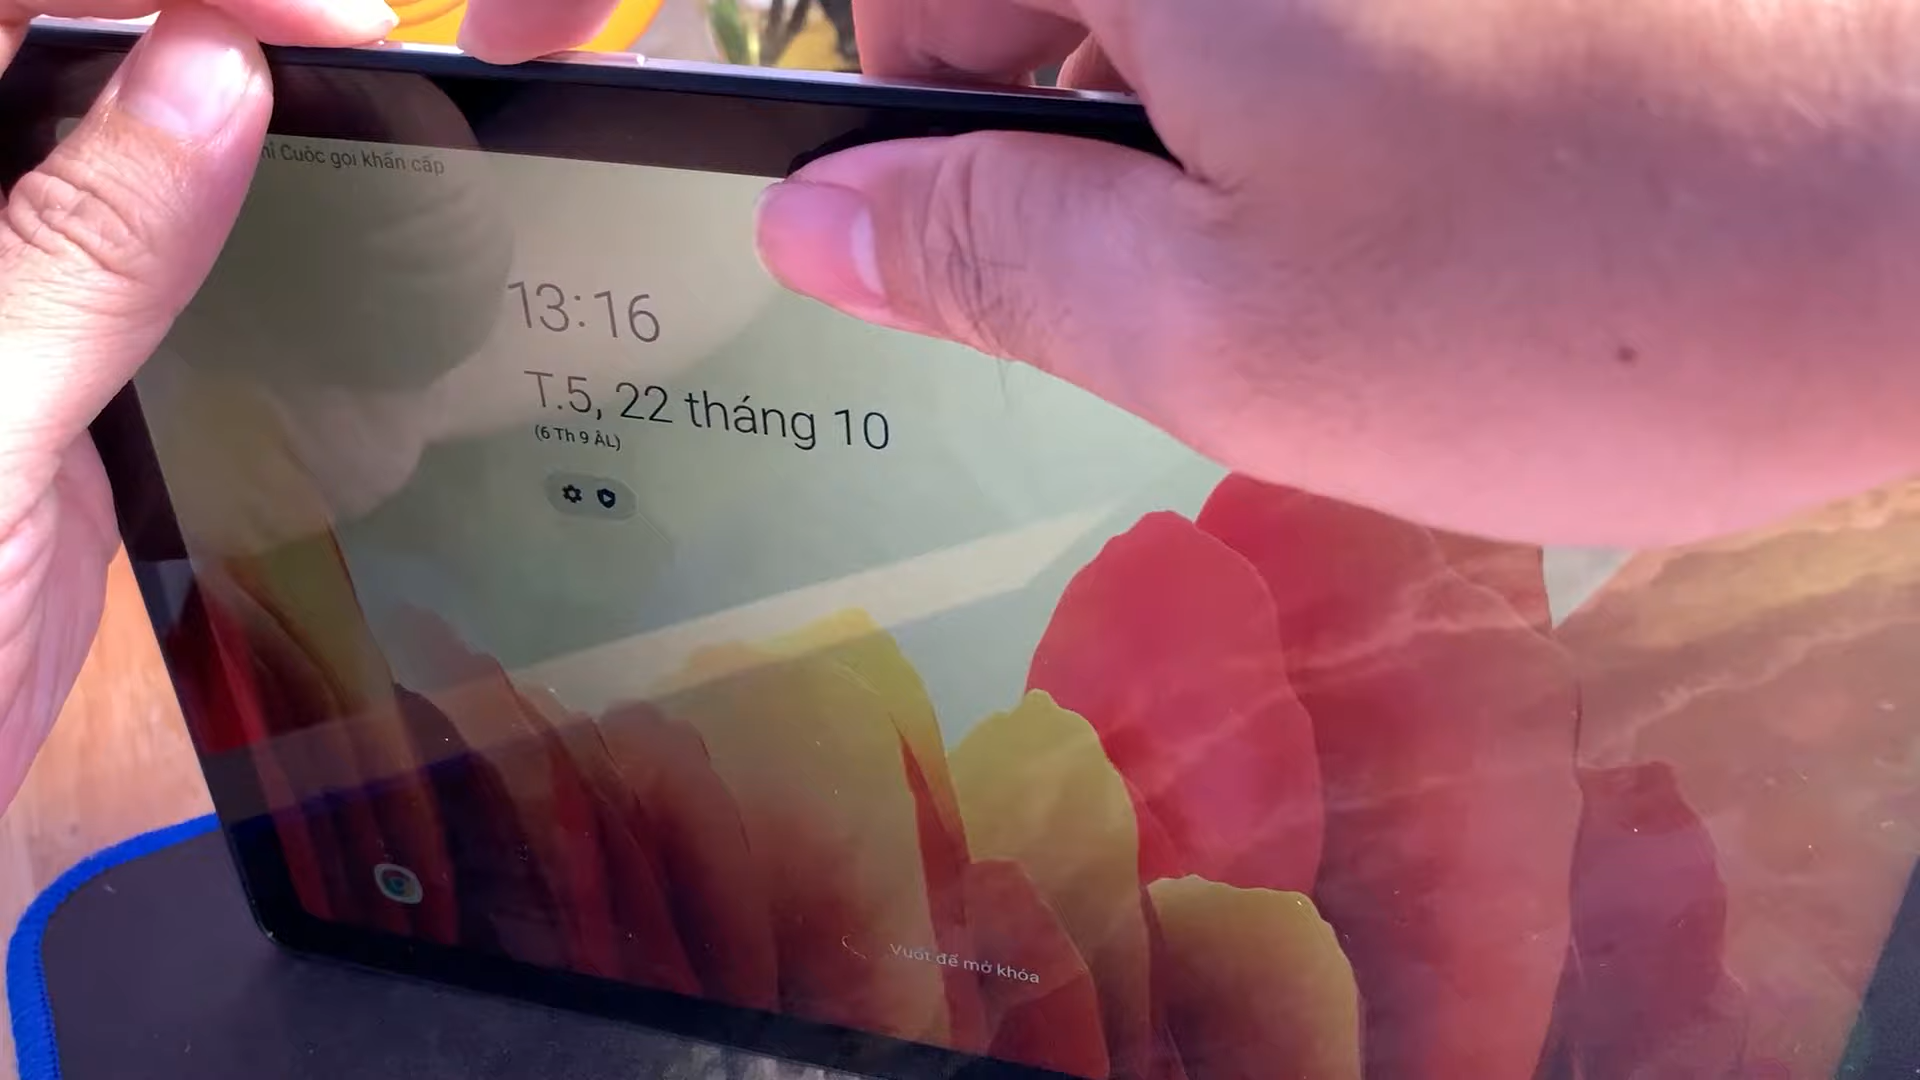 Cuộc gọi khẩn cấp
13:16
T.5, 22 tháng 10
(6 Th 9 ÂL)
Vuốt để mở khóa